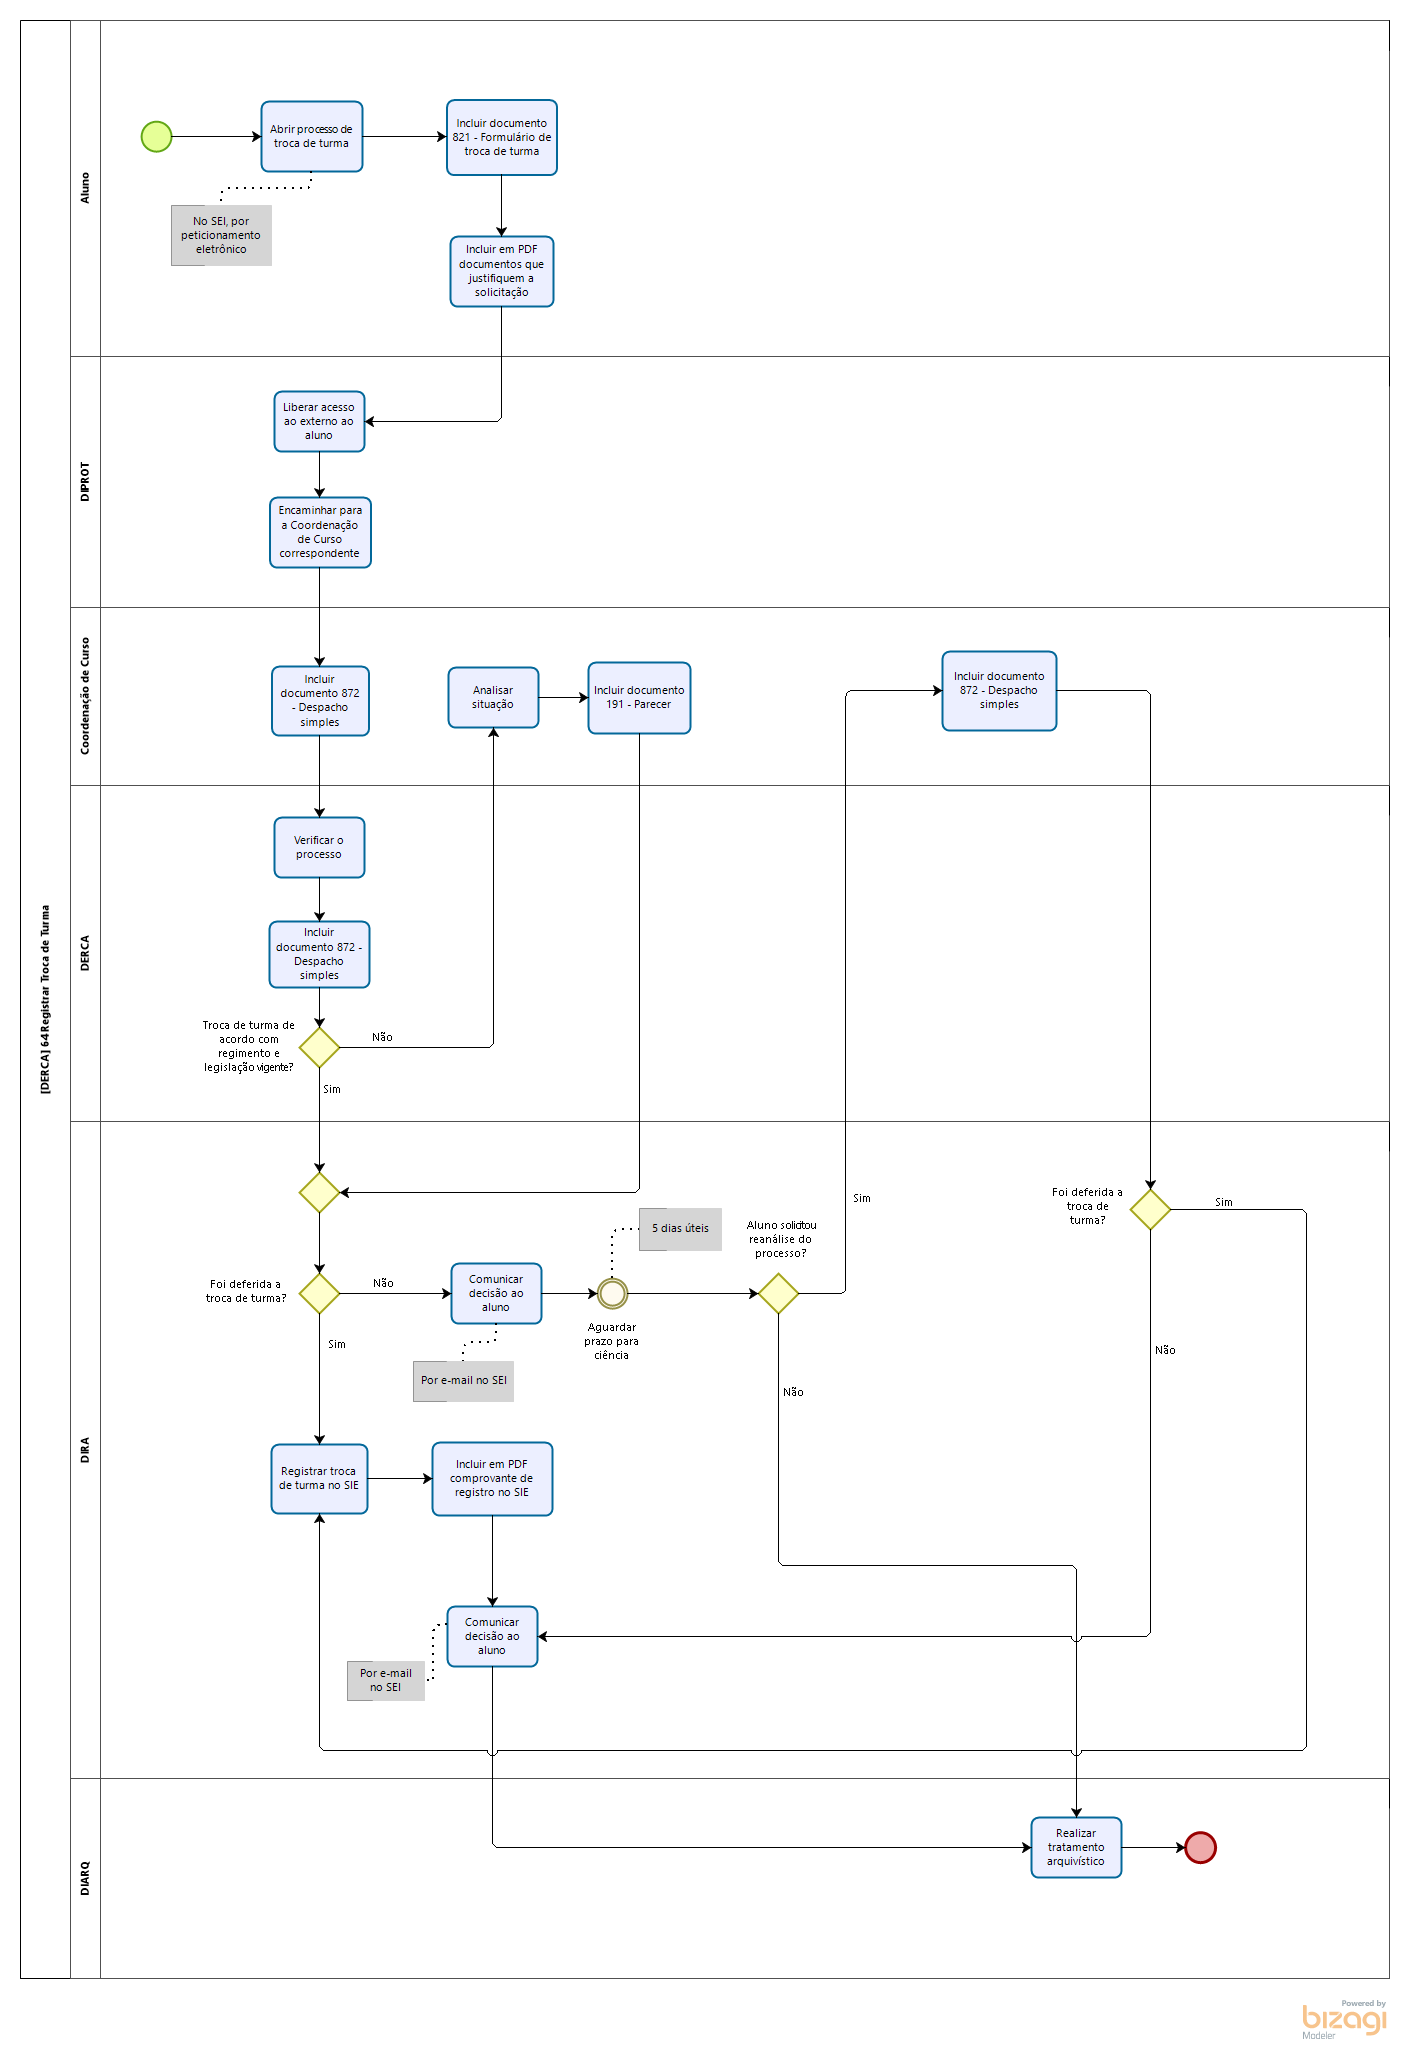 [DERCA] 64 Registrar Troca de Turma
Aluno
Abrir processo de
troca de turma
Incluir documento
821 - Formulário de
troca de turma
No SEI, por
peticionamento
eletrônico
Incluir em PDF
documentos que
justifiquem a
solicitação
DIPROT
Liberar acesso
ao externo ao
aluno
Encaminhar para
a Coordenação
de Curso
correspondente
Coordenação de Curso
Incluir
documento 872
- Despacho
simples
Analisar
situação
Incluir documento
191 - Parecer
Incluir documento
872 - Despacho
simples
DERCA
Verificar o
processo
Incluir
documento 872 -
Despacho
simples
Troca de turma de
acordo com
regimento e
legislação vigente?
Não
Sim
DIRA
Foi deferida a
troca de turma?
Não
Sim
Comunicar
decisão ao
aluno
Por e-mail no SEI
5 dias úteis
Aguardar
prazo para
ciência
Aluno solicitou
reanálise do
processo?
Sim
Não
Foi deferida a
troca de
turma?
Sim
Não
Registrar troca
de turma no SIE
Incluir em PDF
comprovante de
registro no SIE
Comunicar
decisão ao
aluno
Por e-mail
no SEI
DIARQ
Realizar
tratamento
arquivístico
Powered by
bizagi
Modeler